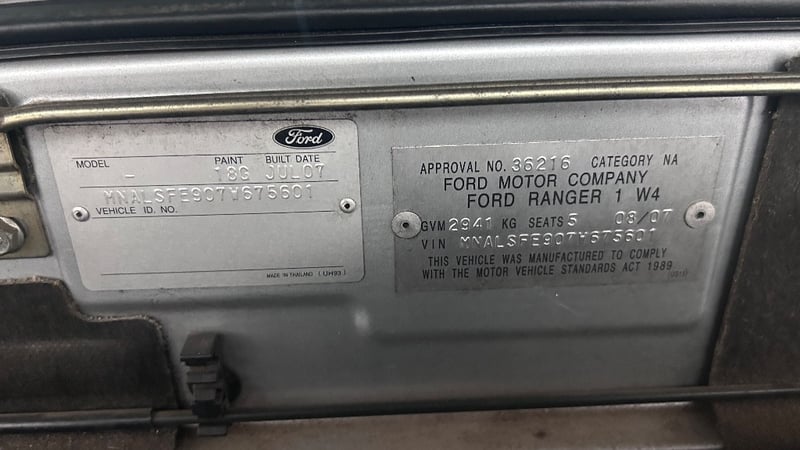 Ford
MODEL PAINT BUILT DATE
- 18G JUL07
MNALSFE907W675601
VEHICLE ID. NO.
MADE IN THAILAND (UH93)
APPROVAL NO. 36216 CATEGORY NA
FORD MOTOR COMPANY
FORD RANGER 1 W4
GVM 2941 KG SEATS 5 08/07
VIN MNALSFE907W675601
THIS VEHICLE WAS MANUFACTURED TO COMPLY
WITH THE MOTOR VEHICLE STANDARDS ACT 1989